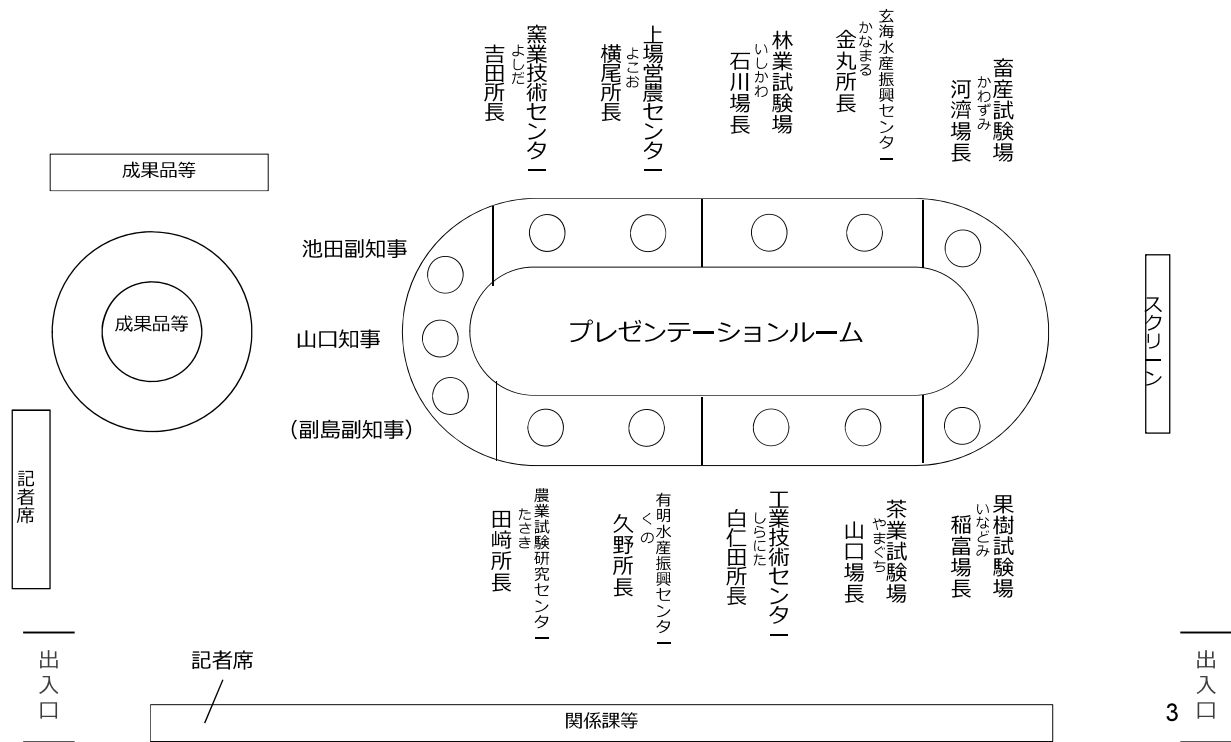 窯業技術センター
よしだ
吉田所長
上場営農センター
よこお
横尾所長
林業試験場
いしかわ
石川場長
玄海水産振興センター
かなまる
金丸所長
畜産試験場
かわずみ
河濟場長
成果品等
成果品等
池田副知事
山口知事
(副島副知事)
プレゼンテーションルーム
スクリーン
記者席
農業試験研究センター
たさき
田﨑所長
有明水産振興センター
くの
久野所長
工業技術センター
しらにた
白仁田所長
茶業試験場
やまぐち
山口場長
果樹試験場
いなどみ
稲富場長
出入口
記者席
関係課等
出入口
3